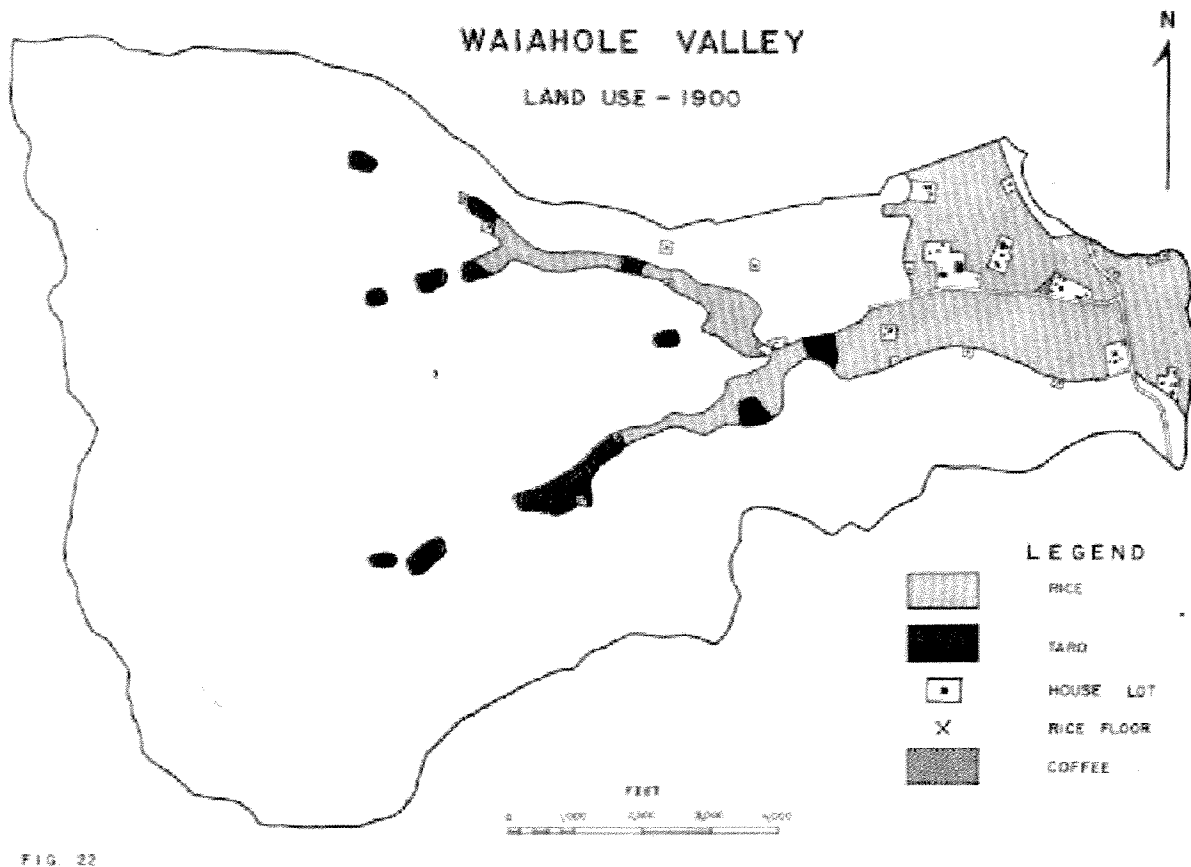 WAIAHOLE VALLEY
LAND USE - 1900
N
LEGEND
RICE
TARO
HOUSE LOT
X RICE FLOOR
COFFEE
FEET
0 1,000 2,000 3,000 4,000
FIG. 22